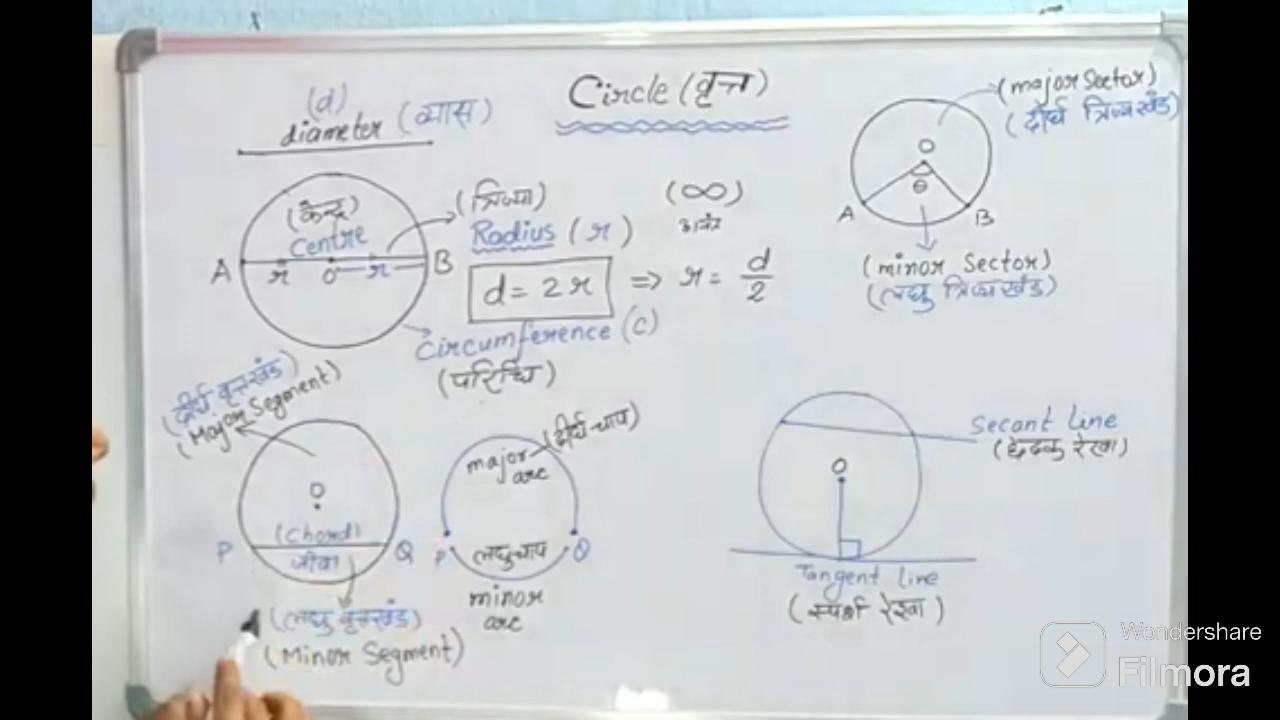 Circle (वृत्त)
(d)
diameter (व्यास)
(केन्द्र)
Centre
A r O r B
(त्रिज्या)
Radius (r)
(∞)
d = 2r ⇒ r = d/2
Circumference (C)
(परिधि)
(major Sector)
(दीर्घ त्रिज्यखंड)
O
θ
A B
(minor Sector)
(लघु त्रिज्यखंड)
(दीर्घ वृत्तखंड)
(Major Segment)
O
(Chord)
P Q
जीवा
(लघु वृत्तखंड)
(Minor Segment)
(दीर्घ चाप)
major
arc
P लघुचाप Q
minor
arc
Secant Line
(छेदक रेखा)
O
Tangent Line
(स्पर्श रेखा)
Wondershare
Filmora